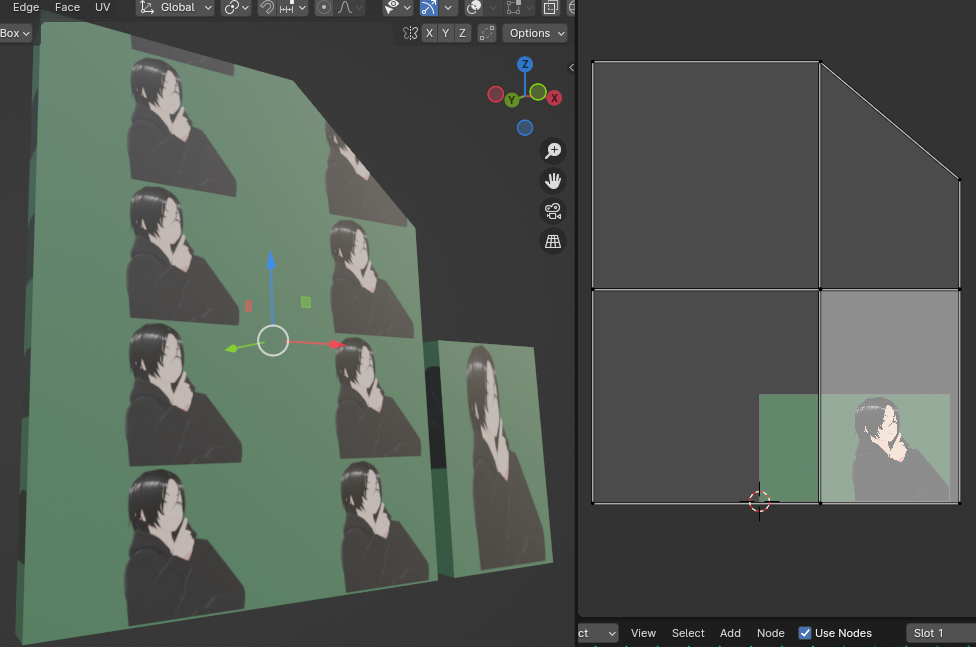 Edge Face UV Global
Box X Y Z Options
Z
Y X
ct View Select Add Node Use Nodes Slot 1